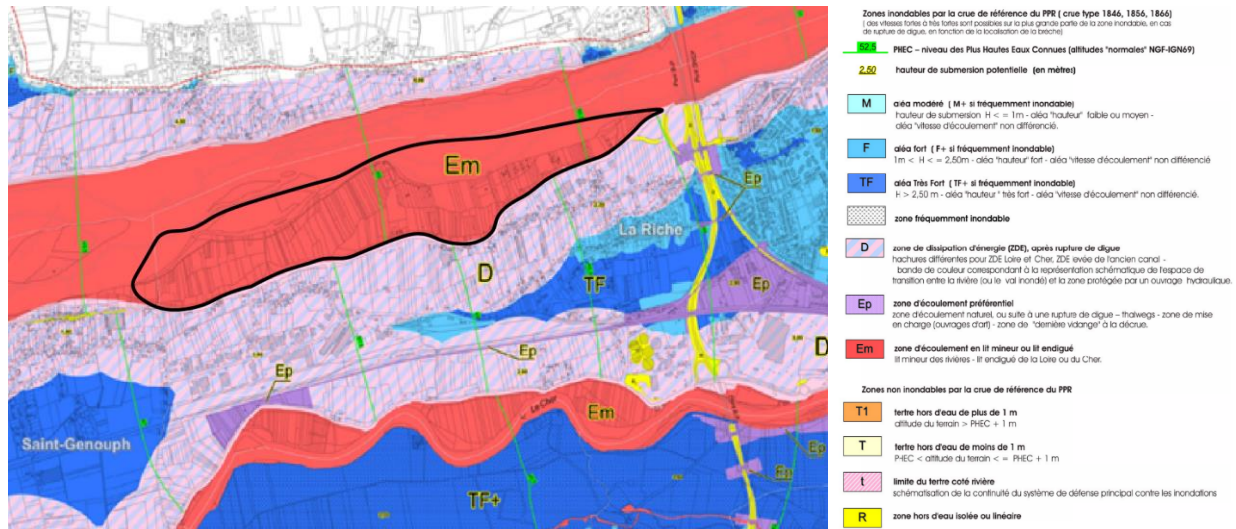 Em
La Riche
Ep
D
TF
Ep
D
Ep
Ep
Saint-Genouph
Le Cher
Em
Ep
Ep
TF+
Zones inondables par la crue de référence du PPR ( crue type 1846, 1856, 1866)
( des vitesses fortes à très fortes sont possibles sur la plus grande partie de la zone inondable, en cas
de rupture de digue, en fonction de la localisation de la brèche)
52,5 PHEC – niveau des Plus Hautes Eaux Connues (altitudes "normales" NGF-IGN69)
2,50 hauteur de submersion potentielle (en mètres)
M aléa modéré ( M+ si fréquemment inondable)
hauteur de submersion H < = 1m - aléa "hauteur" faible ou moyen -
aléa "vitesse d'écoulement" non différencié.
F aléa fort ( F+ si fréquemment inondable)
1m < H < = 2,50m - aléa "hauteur" fort - aléa "vitesse d'écoulement" non différencié
TF aléa Très Fort ( TF+ si fréquemment inondable)
H > 2,50 m - aléa "hauteur " très fort - aléa "vitesse d'écoulement" non différencié.
zone fréquemment inondable
D zone de dissipation d'énergie (ZDE), après rupture de digue
hachures différentes pour ZDE Loire et Cher, ZDE evée de l'ancien canal -
bande de couleur correspondant à la représentation schématique de l'espace de
transition entre la rivière (ou le val inondé) et la zone protégée par un ouvrage hydraulique.
Ep zone d'écoulement préférentiel
zone d'écoulement naturel, ou suite à une rupture de digue – thalwegs - zone de mise
en charge (ouvrages d'art) - zone de "dernière vidange" à la décrue.
Em zone d'écoulement en lit mineur ou lit endigué
lit mineur des rivières - lit endigué de la Loire ou du Cher.
Zones non inondables par la crue de référence du PPR
T1 tertre hors d'eau de plus de 1 m
altitude du terrain > PHEC + 1 m
T tertre hors d'eau de moins de 1 m
PHEC < altitude du terrain < = PHEC + 1 m
t limite du tertre coté rivière
schématisation de la continuité du système de défense principal contre les inondations
R zone hors d'eau isolée ou linéaire